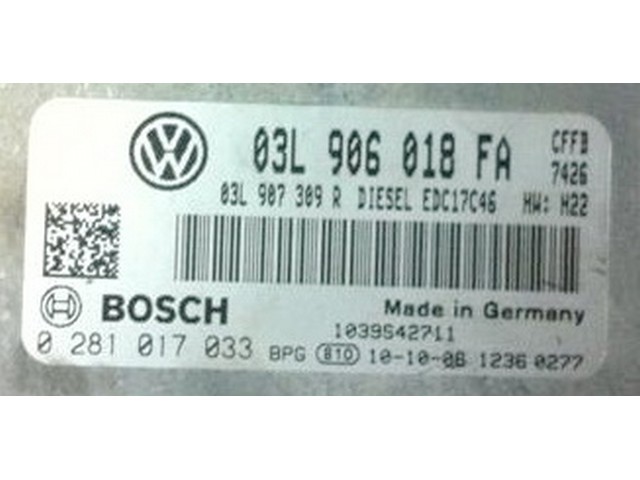 03L 906 018 FA CFFB
7426
03L 907 309 R DIESEL EDC17C46 HW: H22
BOSCH Made in Germany
1039S42711
0 281 017 033 BPG 810 10-10-06 1236 0277